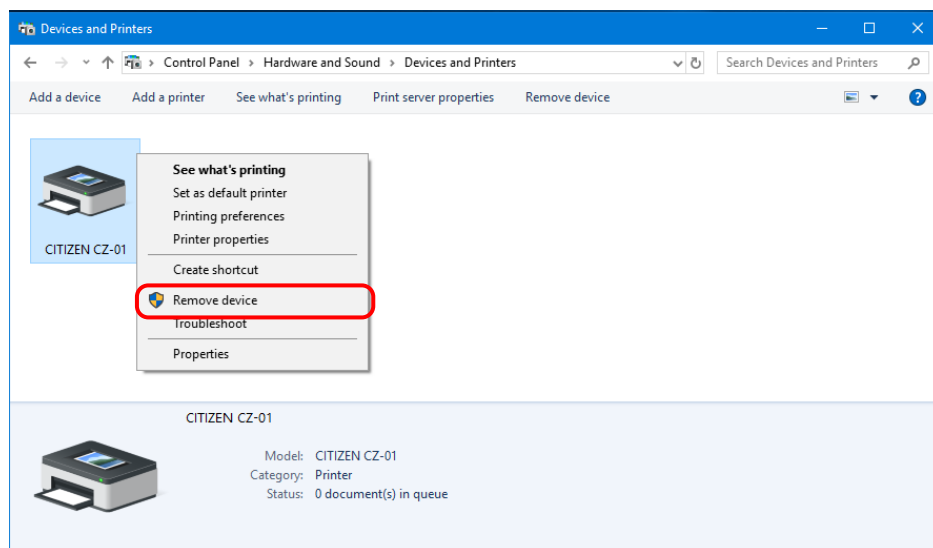 Devices and Printers
Control Panel > Hardware and Sound > Devices and Printers Search Devices and Printers
Add a device Add a printer See what's printing Print server properties Remove device
See what's printing
Set as default printer
Printing preferences
Printer properties
CITIZEN CZ-01
Create shortcut
Remove device
Troubleshoot
Properties
CITIZEN CZ-01
Model: CITIZEN CZ-01
Category: Printer
Status: 0 document(s) in queue